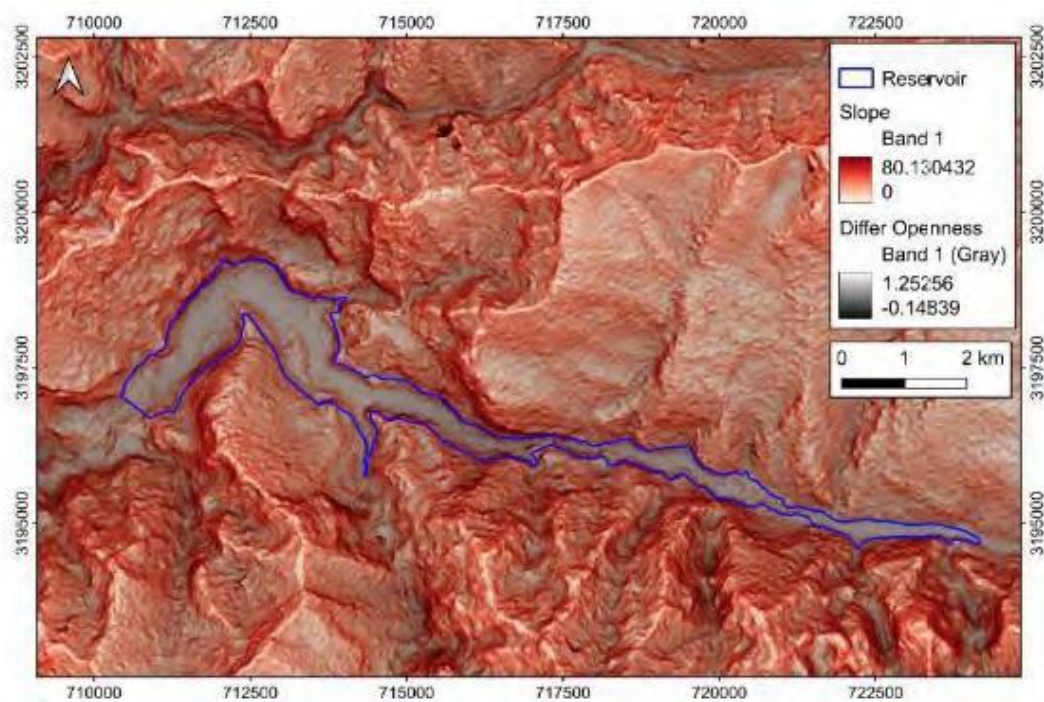 710000 712500 715000 717500 720000 722500
3202500 3202500
3200000 3200000
3197500 3197500
3195000 3195000
Reservoir
Slope
Band 1
80.130432
0
Differ Openness
Band 1 (Gray)
1.25256
-0.14839
0 1 2 km
710000 712500 715000 717500 720000 722500